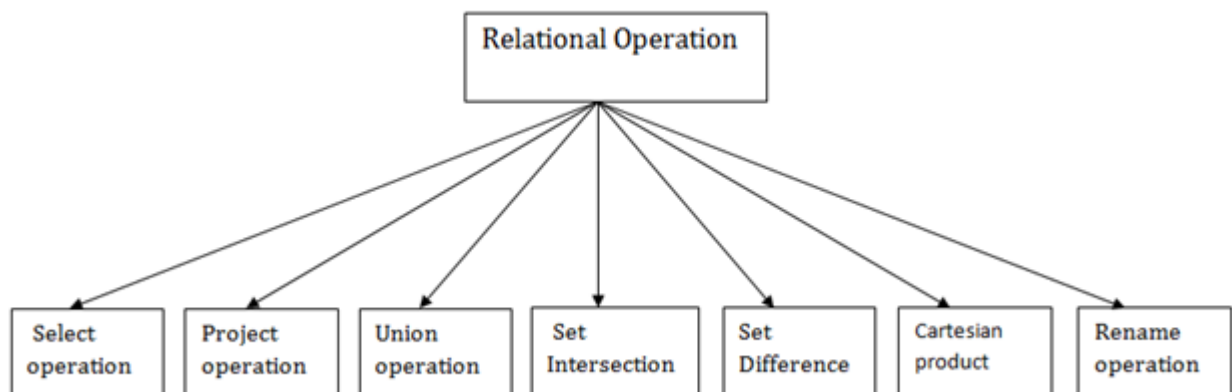 Relational Operation
Select
operation
Project
operation
Union
operation
Set
Intersection
Set
Difference
Cartesian
product
Rename
operation